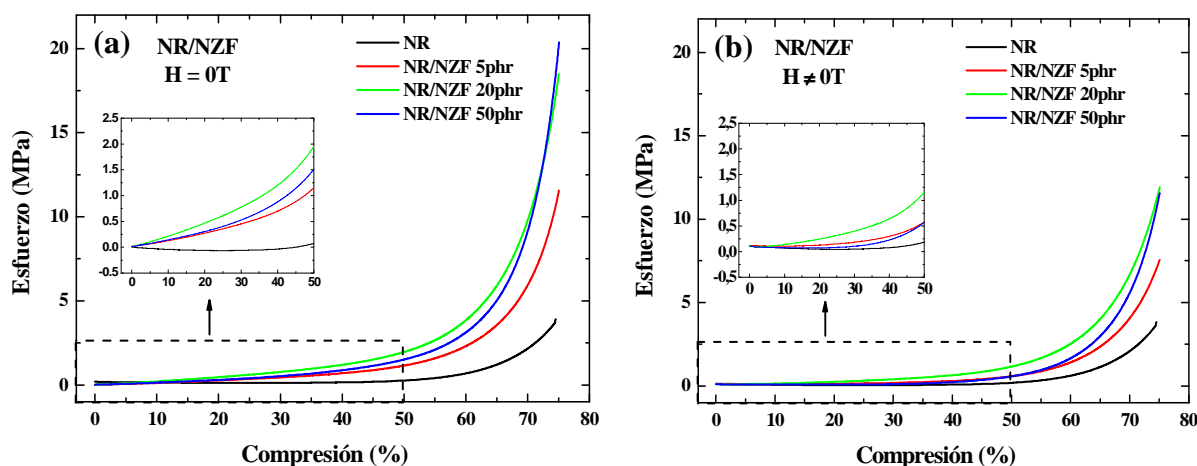 (a)
NR/NZF
H = 0T
NR
NR/NZF 5phr
NR/NZF 20phr
NR/NZF 50phr
Esfuerzo (MPa)
20
15
10
5
0
0 10 20 30 40 50 60 70 80
Compresión (%)
2.5
2.0
1.5
1.0
0.5
0.0
-0.5
0 10 20 30 40 50
(b)
NR/NZF
H ≠ 0T
NR
NR/NZF 5phr
NR/NZF 20phr
NR/NZF 50phr
Esfuerzo (MPa)
20
15
10
5
0
0 10 20 30 40 50 60 70 80
Compresión (%)
2,5
2,0
1,5
1,0
0,5
0,0
-0,5
0 10 20 30 40 50